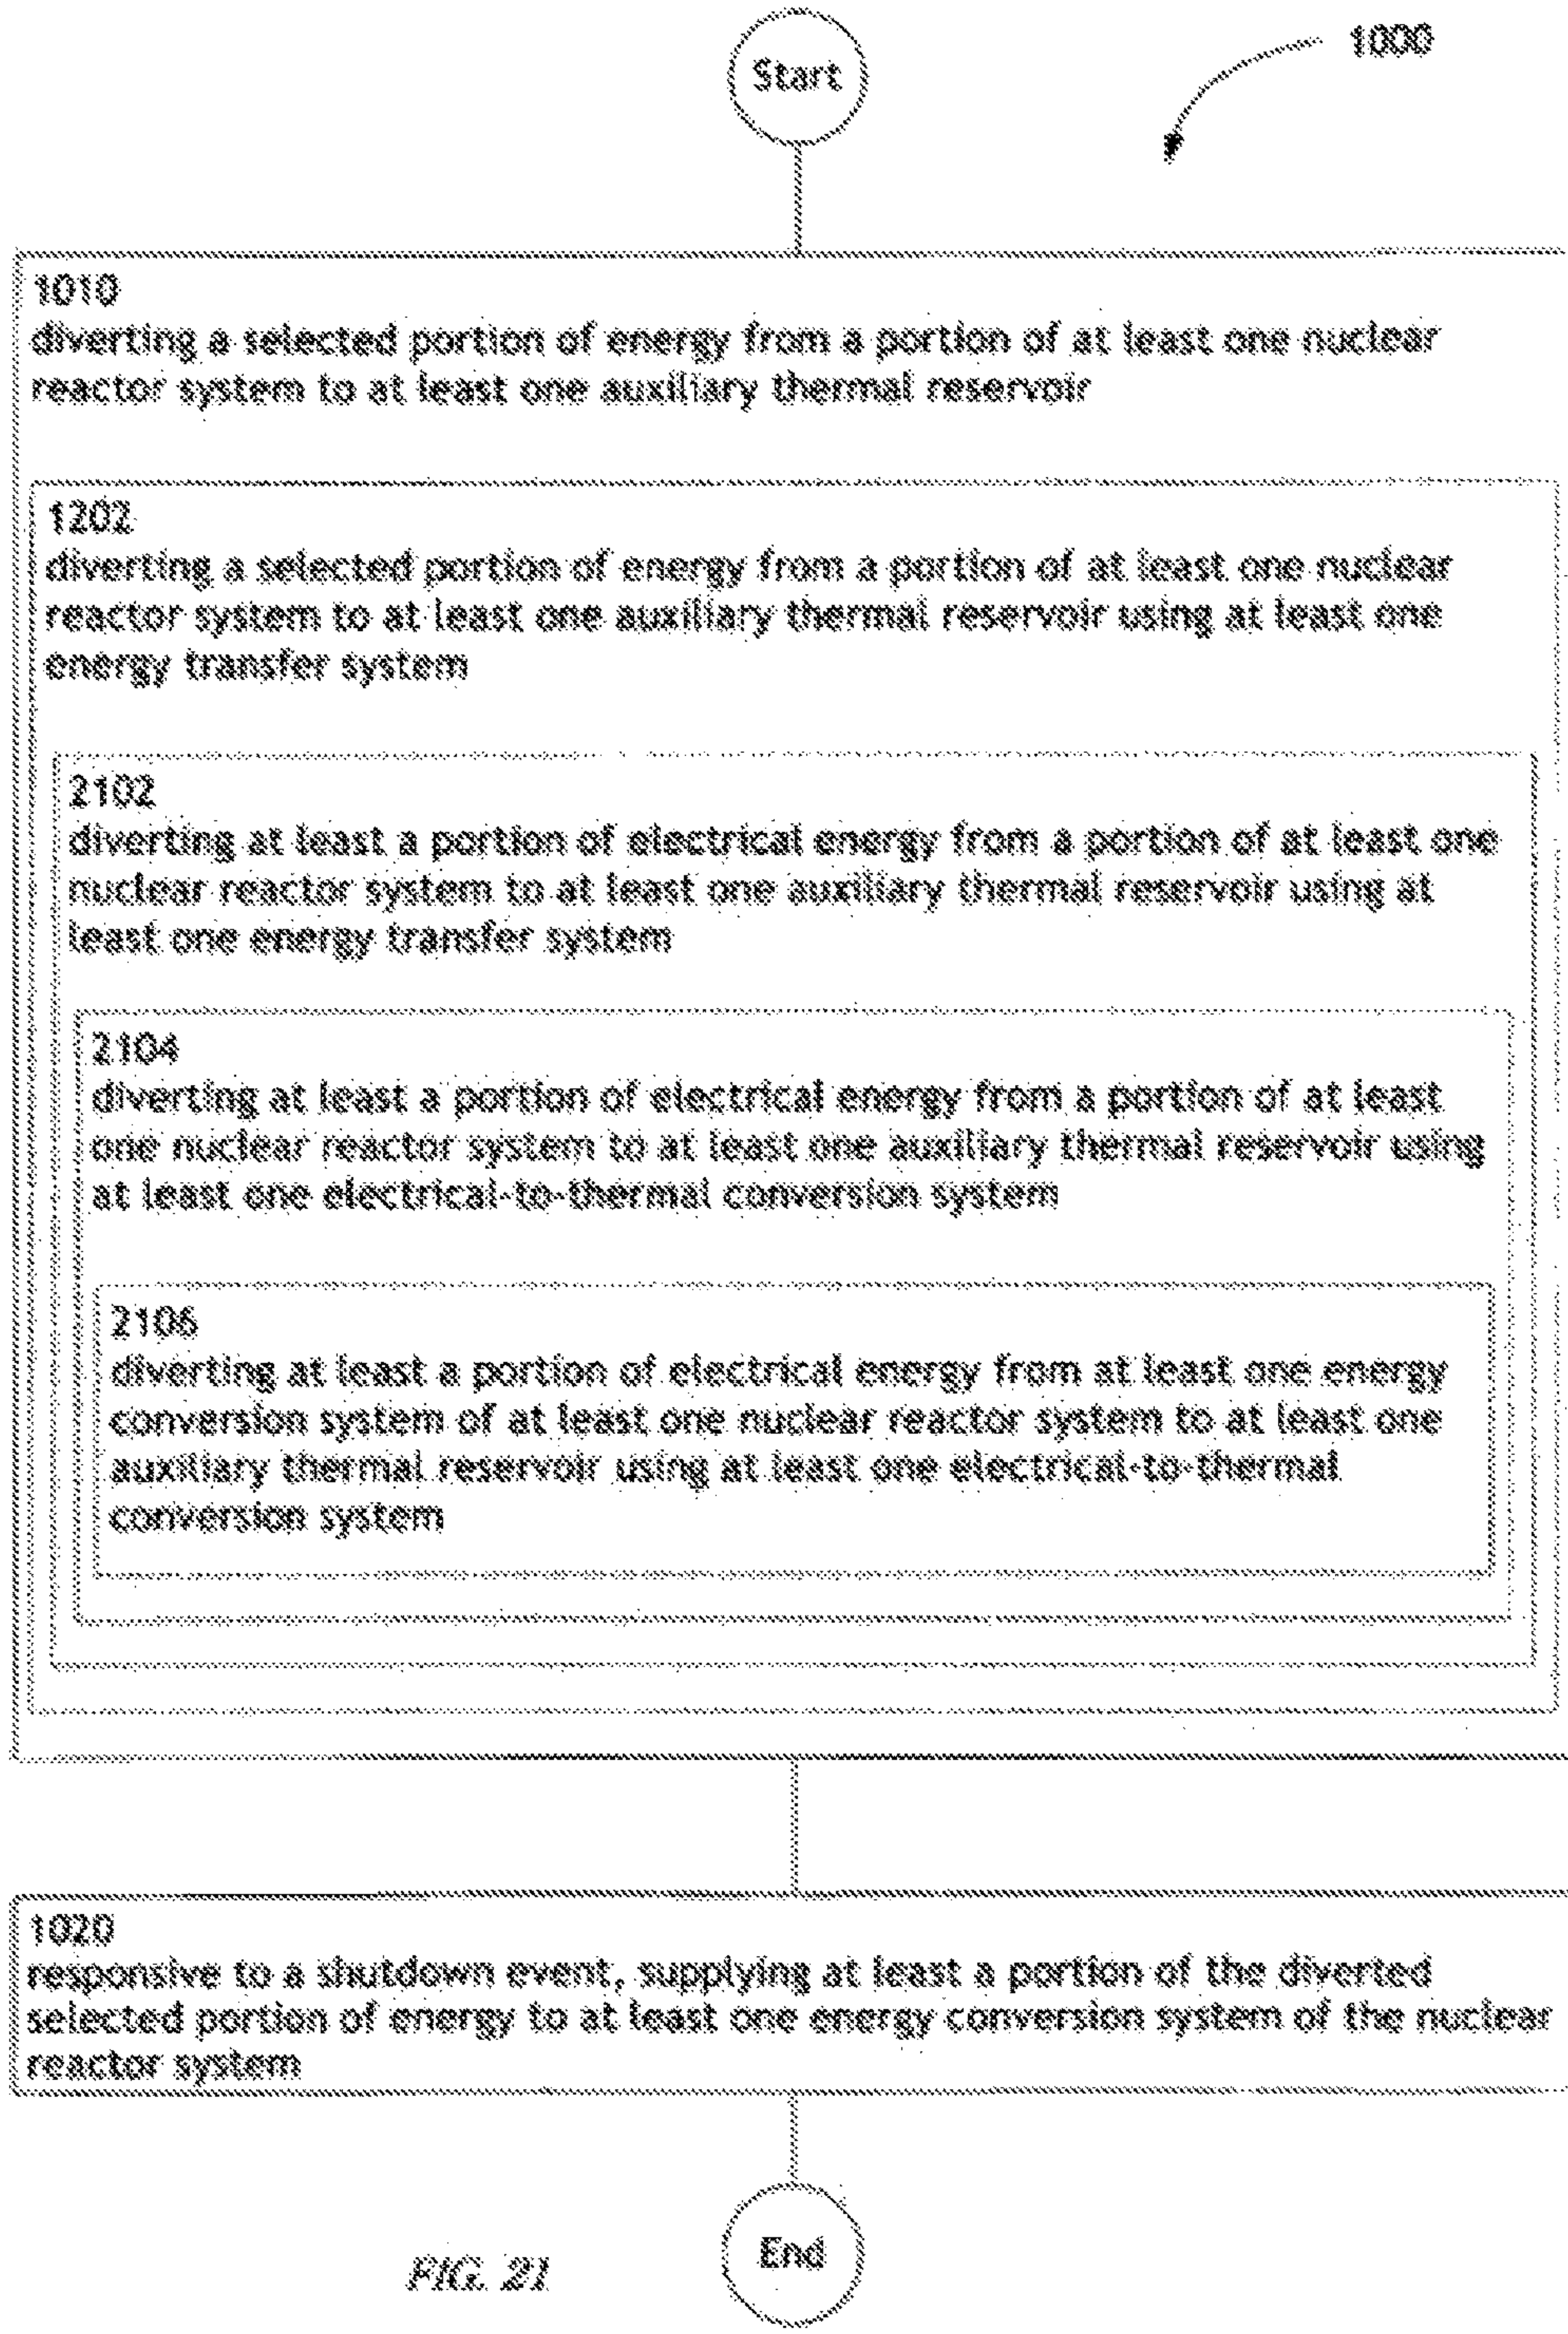 Start
1000
1010
diverting a selected portion of energy from a portion of at least one nuclear
reactor system to at least one auxiliary thermal reservoir
1202
diverting a selected portion of energy from a portion of at least one nuclear
reactor system to at least one auxiliary thermal reservoir using at least one
energy transfer system
2102
diverting at least a portion of electrical energy from a portion of at least one
nuclear reactor system to at least one auxiliary thermal reservoir using at
least one energy transfer system
2104
diverting at least a portion of electrical energy from a portion of at least
one nuclear reactor system to at least one auxiliary thermal reservoir using
at least one electrical-to-thermal conversion system
2106
diverting at least a portion of electrical energy from at least one energy
conversion system of at least one nuclear reactor system to at least one
auxiliary thermal reservoir using at least one electrical-to-thermal
conversion system
1020
responsive to a shutdown event, supplying at least a portion of the diverted
selected portion of energy to at least one energy conversion system of the nuclear
reactor system
End
FIG. 21